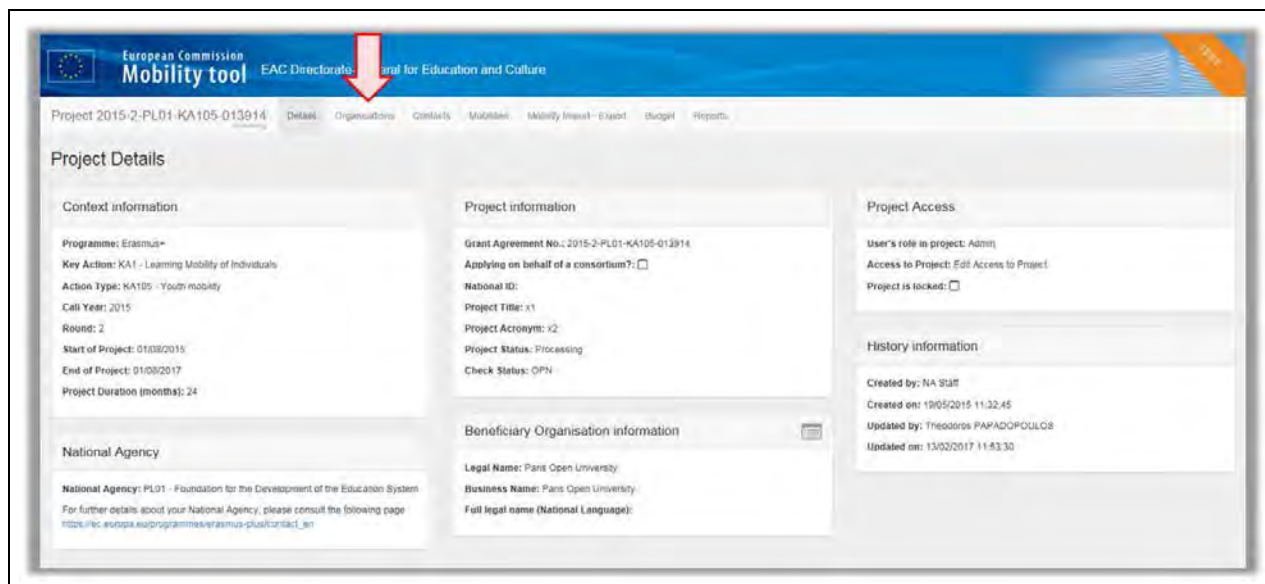 European Commission
Mobility tool
EAC Directorate- eral for Education and Culture
TEST
Project 2015-2-PL01-KA105-013914 Details Organisations Contacts Mobilities Mobility Import - Export Budget Reports
Project Details
Context information
Programme: Erasmus+
Key Action: KA1 - Learning Mobility of Individuals
Action Type: KA105 - Youth mobility
Call Year: 2015
Round: 2
Start of Project: 01/08/2015
End of Project: 01/08/2017
Project Duration (months): 24
National Agency
National Agency: PL01 - Foundation for the Development of the Education System
For further details about your National Agency, please consult the following page
https://ec.europa.eu/programmes/erasmus-plus/contact_en
Project information
Grant Agreement No.: 2015-2-PL01-KA105-013914
Applying on behalf of a consortium?:
National ID:
Project Title: x1
Project Acronym: x2
Project Status: Processing
Check Status: OPN
Beneficiary Organisation information
Legal Name: Paris Open University
Business Name: Paris Open University
Full legal name (National Language):
Project Access
User's role in project: Admin
Access to Project: Edit Access to Project
Project is locked:
History information
Created by: NA Staff
Created on: 19/05/2015 11:32:45
Updated by: Theodoros PAPADOPOULOS
Updated on: 13/02/2017 11:53:30